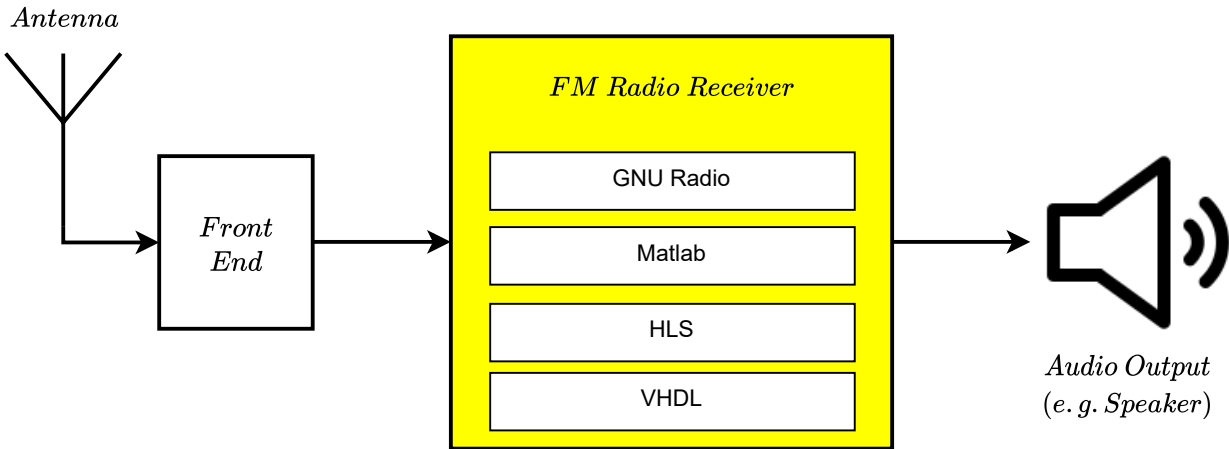 Antenna
Front
End
FM Radio Receiver
GNU Radio
Matlab
HLS
VHDL
Audio Output
(e.g. Speaker)